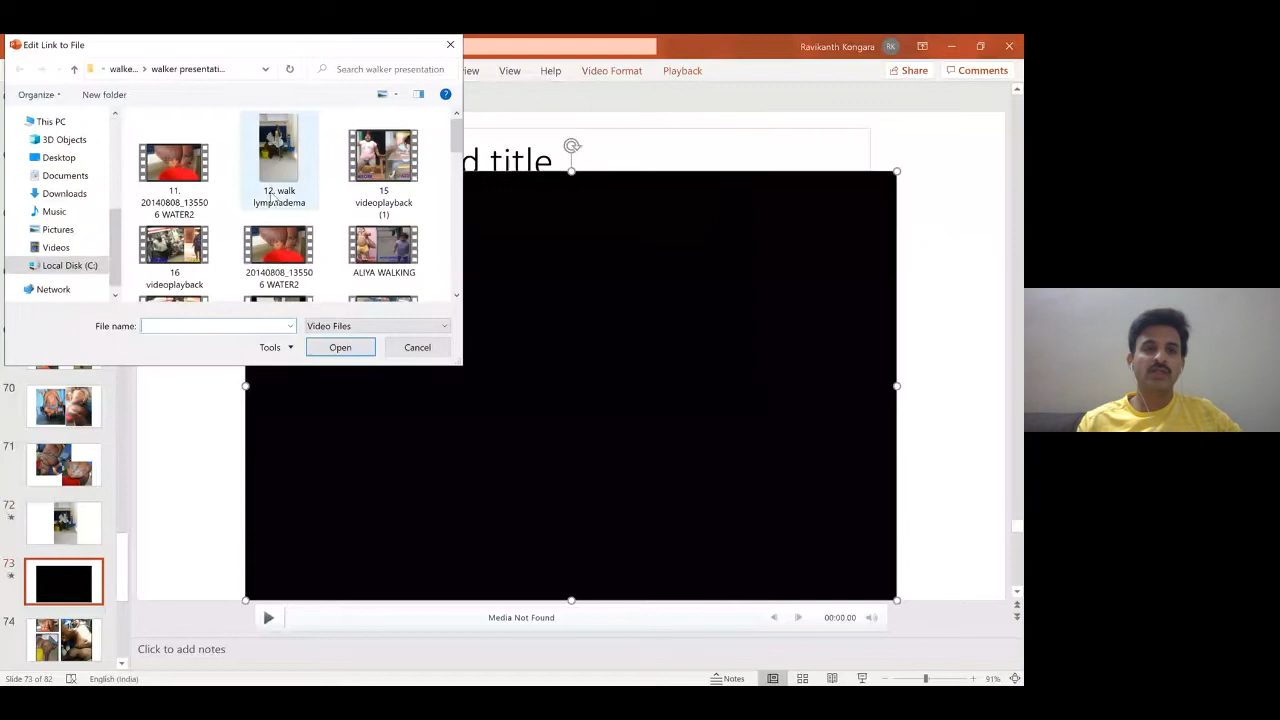 Edit Link to File
Ravikanth Kongara
RK
walke...
walker presentati...
Search walker presentation
View
Help
Video Format
Playback
Share
Comments
Organize
New folder
This PC
3D Objects
Desktop
Documents
Downloads
Music
Pictures
Videos
Local Disk (C:)
Network
11.
20140808_13550
6 WATER2
12. walk
lymphadema
15
videoplayback
(1)
16
videoplayback
20140808_13550
6 WATER2
ALIYA WALKING
File name:
Video Files
Tools
Open
Cancel
d title
70
71
72
73
74
Media Not Found
00:00.00
Click to add notes
Slide 73 of 82
English (India)
Notes
91%